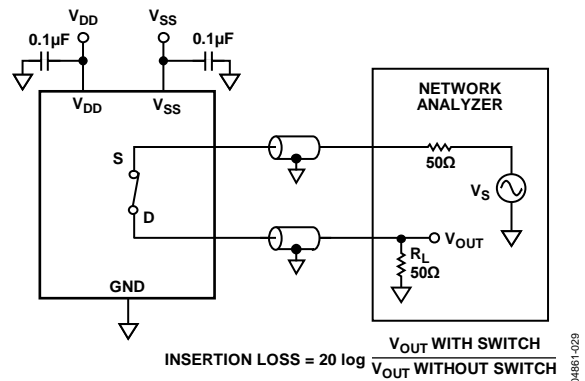 VDD VSS
0.1µF 0.1µF
VDD VSS
NETWORK
ANALYZER
S
50Ω
VS
D
VOUT
RL
50Ω
GND
INSERTION LOSS = 20 log VOUT WITH SWITCH
VOUT WITHOUT SWITCH
04861-029